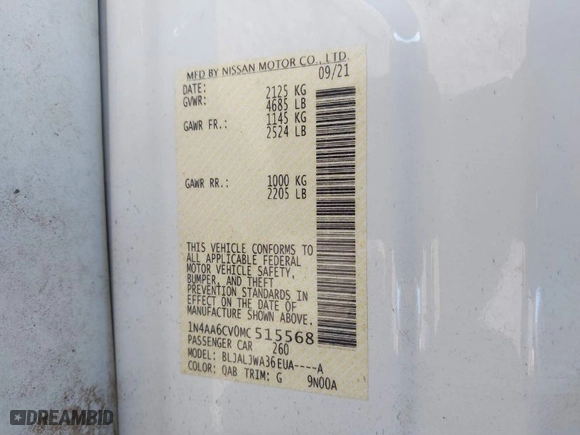 MFD BY NISSAN MOTOR CO., LTD.
09/21
DATE:
GVWR: 2125 KG
4685 LB
GAWR FR.: 1145 KG
2524 LB
GAWR RR.: 1000 KG
2205 LB
THIS VEHICLE CONFORMS TO
ALL APPLICABLE FEDERAL
MOTOR VEHICLE SAFETY,
BUMPER, AND THEFT
PREVENTION STANDARDS IN
EFFECT ON THE DATE OF
MANUFACTURE SHOWN ABOVE.
1N4AA6CV0MC515568
PASSENGER CAR 260
MODEL: BLJALJWA36EUA----A
COLOR: QAB TRIM: G 9N00A
DREAMBID